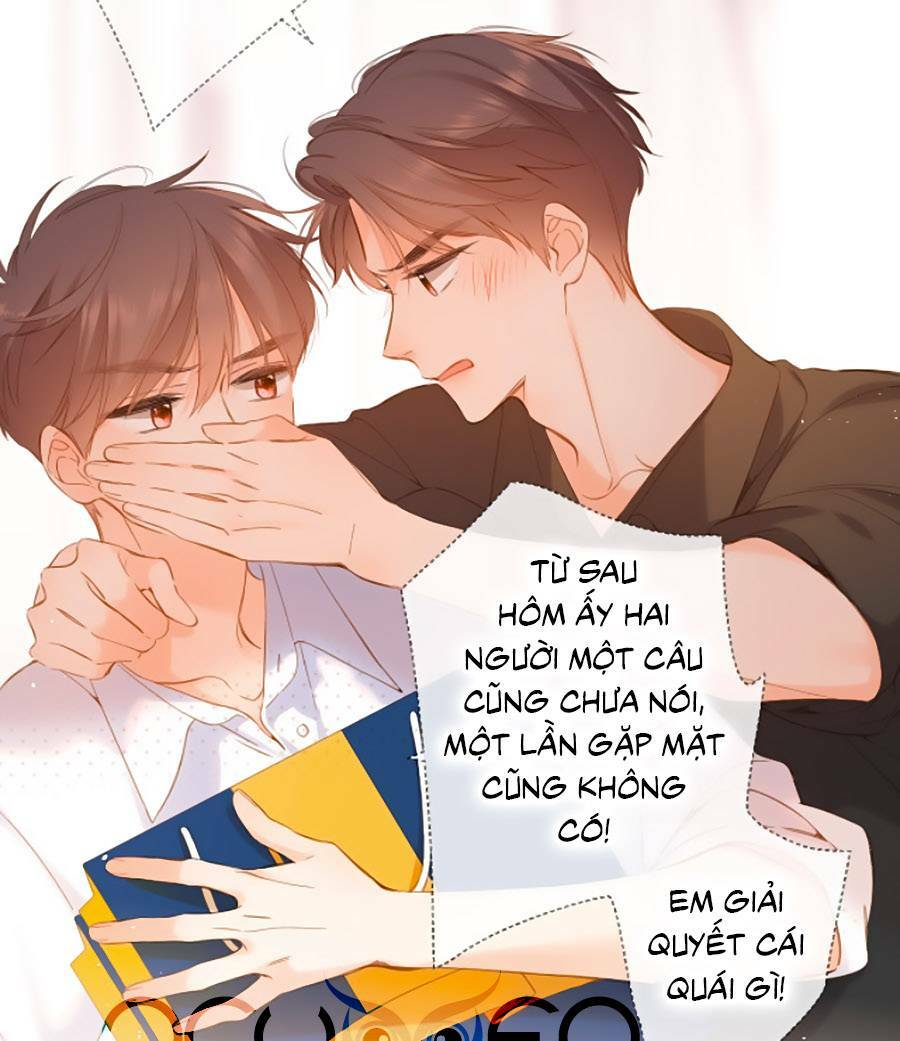 TỪ SAU
HÔM ẤY HAI
NGƯỜI MỘT CÂU
CŨNG CHƯA NÓI,
MỘT LẦN GẶP MẶT
CŨNG KHÔNG
CÓ!
EM GIẢI
QUYẾT CÁI
QUÁI GÌ!